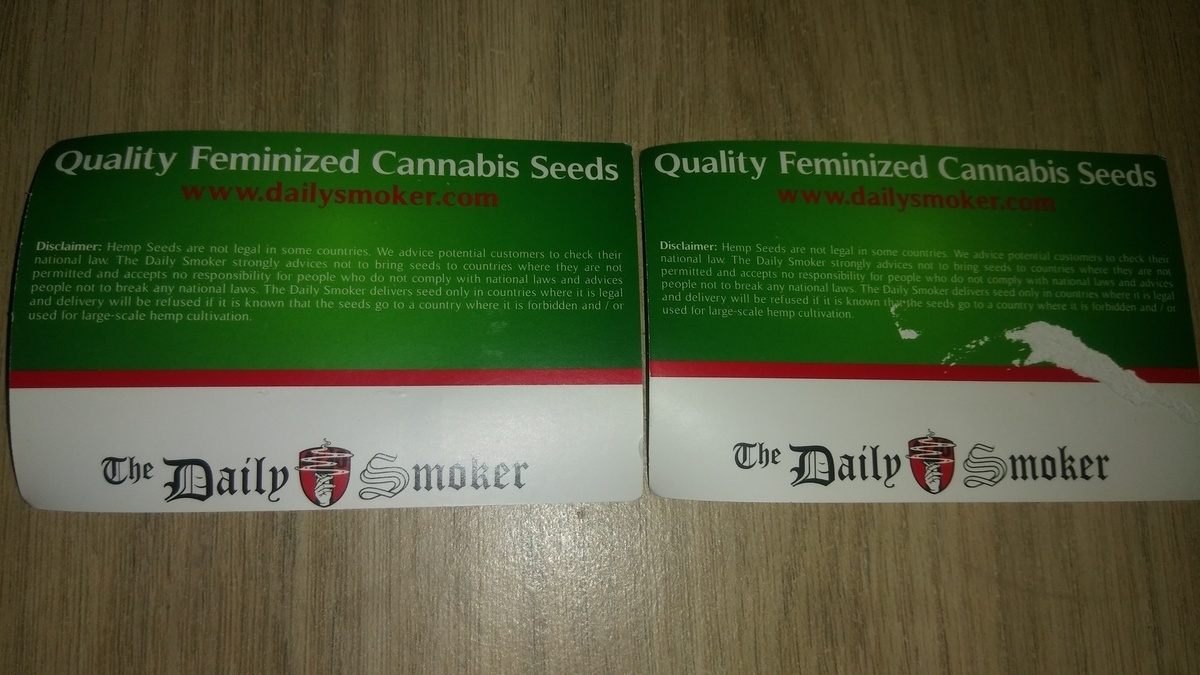 Quality Feminized Cannabis Seeds
www.dailysmoker.com
Disclaimer: Hemp Seeds are not legal in some countries. We advice potential customers to check their
national law. The Daily Smoker strongly advices not to bring seeds to countries where they are not
permitted and accepts no responsibility for people who do not comply with national laws and advices
people not to break any national laws. The Daily Smoker delivers seed only in countries where it is legal
and delivery will be refused if it is known that the seeds go to a country where it is forbidden and / or
used for large-scale hemp cultivation.
The Daily Smoker
Quality Feminized Cannabis Seeds
www.dailysmoker.com
Disclaimer: Hemp Seeds are not legal in some countries. We advice potential customers to check their
national law. The Daily Smoker strongly advices not to bring seeds to countries where they are not
permitted and accepts no responsibility for people who do not comply with national laws and advices
people not to break any national laws. The Daily Smoker delivers seed only in countries where it is legal
and delivery will be refused if it is known that the seeds go to a country where it is forbidden and / or
used for large-scale hemp cultivation.
The Daily Smoker